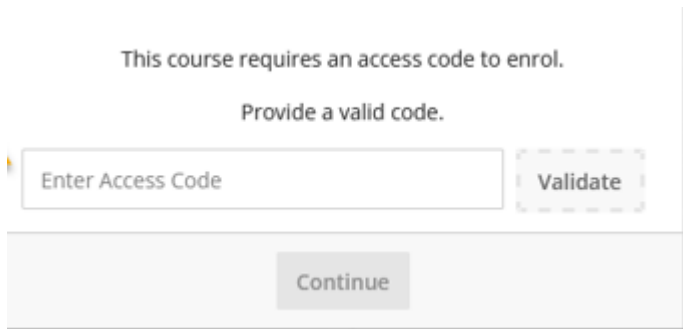 This course requires an access code to enrol.
Provide a valid code.
Enter Access Code
Validate
Continue